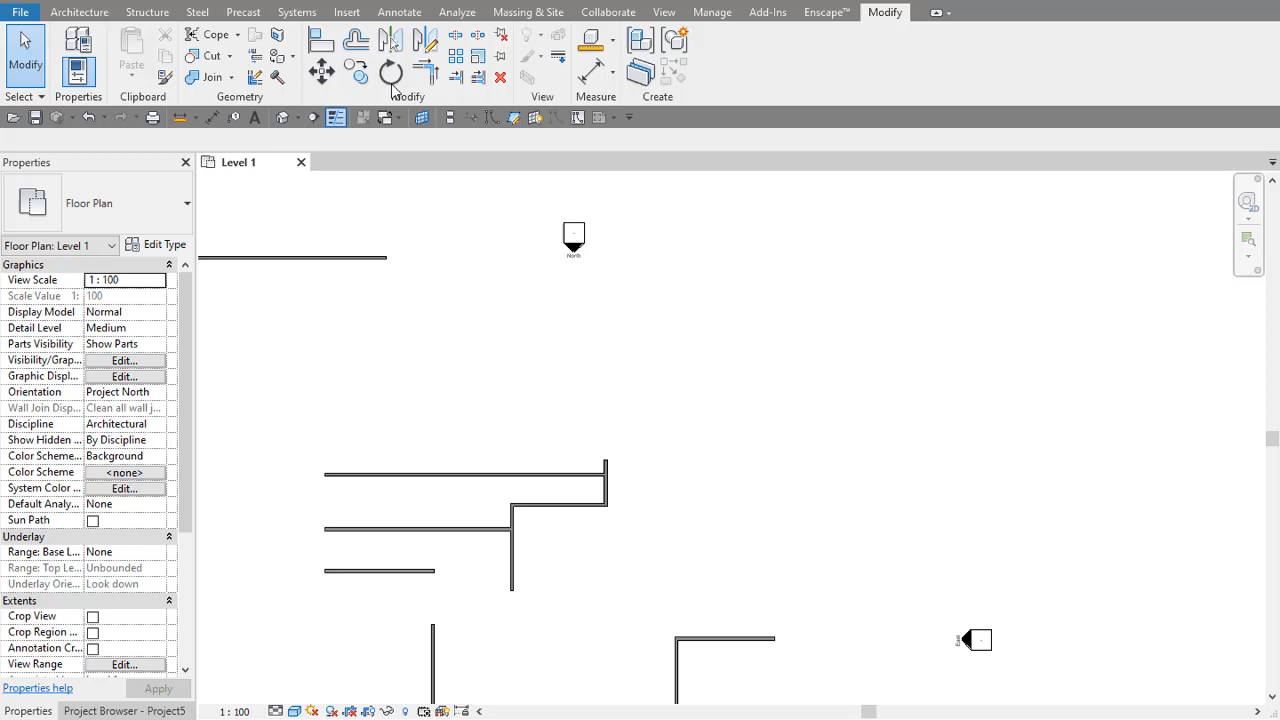 File Architecture Structure Steel Precast Systems Insert Annotate Analyze Massing & Site Collaborate View Manage Add-Ins Enscape™ Modify
Modify Paste Cope Cut Join
Select Properties Clipboard Geometry Modify View Measure Create
Properties Level 1
Floor Plan
Floor Plan: Level 1 Edit Type
Graphics
View Scale 1 : 100
Scale Value 1: 100
Display Model Normal
Detail Level Medium
Parts Visibility Show Parts
Visibility/Grap... Edit...
Graphic Displ... Edit...
Orientation Project North
Wall Join Disp... Clean all wall j...
Discipline Architectural
Show Hidden ... By Discipline
Color Scheme... Background
Color Scheme <none>
System Color ... Edit...
Default Analy... None
Sun Path
Underlay
Range: Base L... None
Range: Top Le... Unbounded
Underlay Orie... Look down
Extents
Crop View
Crop Region ...
Annotation Cr...
View Range Edit...
Properties help Apply
Properties Project Browser - Project5
1 : 100
North
East
2D